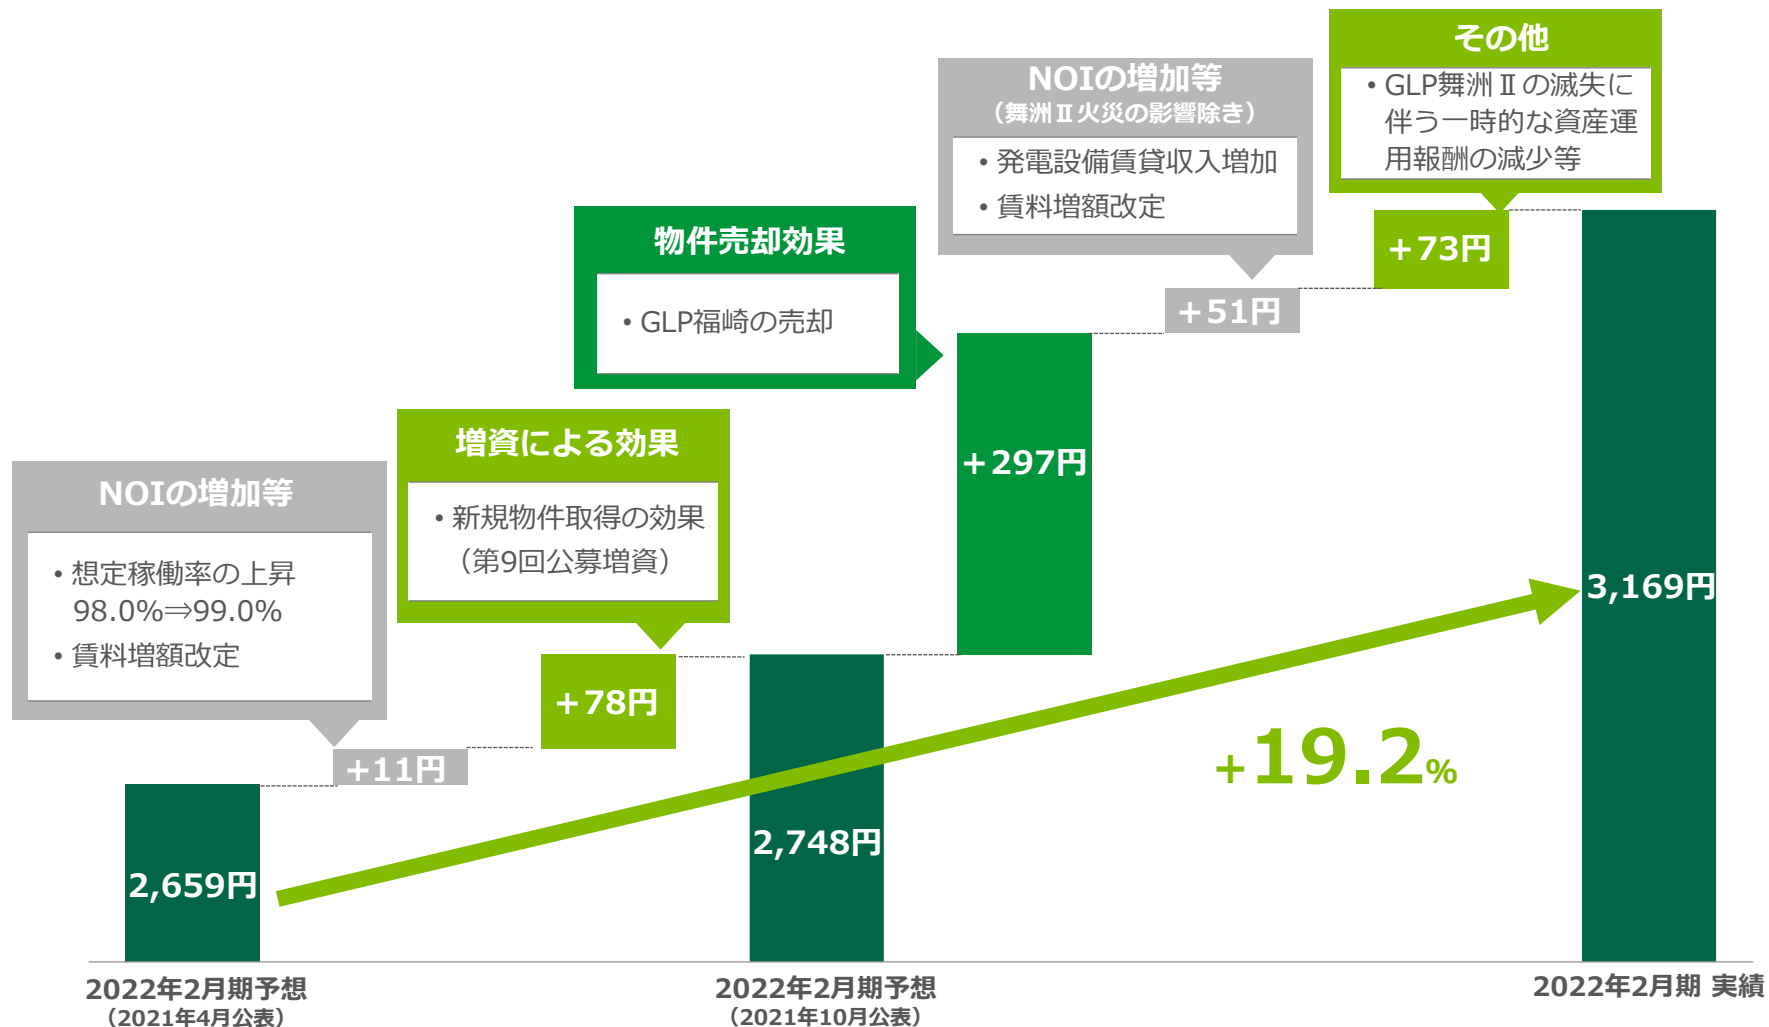 NOIの増加等
・想定稼働率の上昇
98.0%⇒99.0%
・賃料増額改定
+11円
増資による効果
・新規物件取得の効果
（第9回公募増資）
+78円
物件売却効果
・GLP福崎の売却
+297円
NOIの増加等
（舞洲Ⅱ火災の影響除き）
・発電設備賃貸収入増加
・賃料増額改定
+51円
その他
・GLP舞洲Ⅱの滅失に
伴う一時的な資産運
用報酬の減少等
+73円
2,659円
2,748円
3,169円
+19.2%
2022年2月期予想
（2021年4月公表）
2022年2月期予想
（2021年10月公表）
2022年2月期 実績